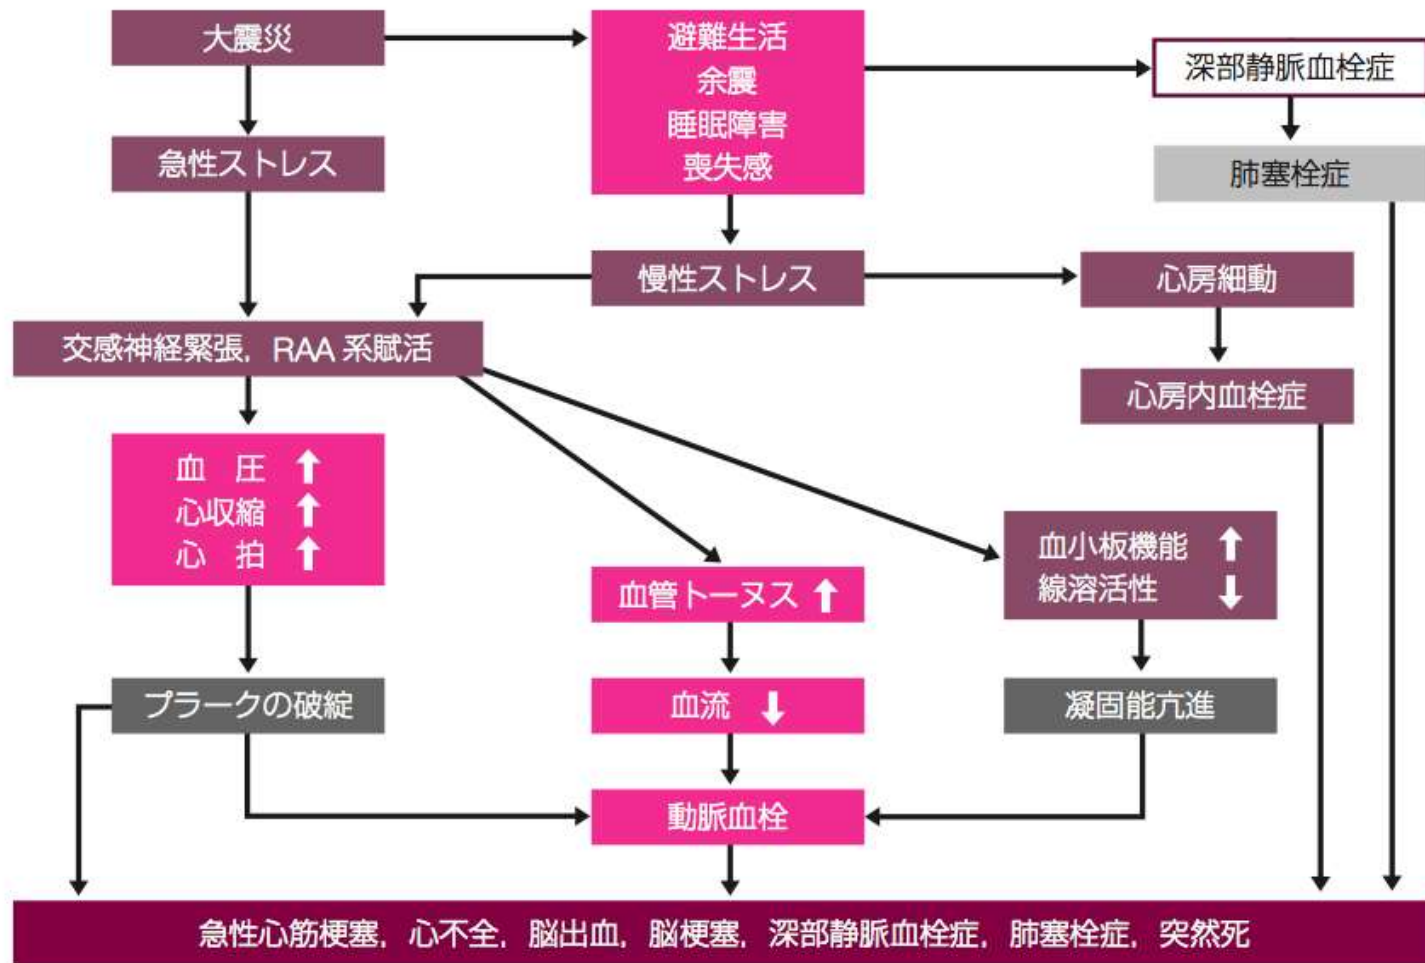 大震災
避難生活
余震
睡眠障害
喪失感
深部静脈血栓症
急性ストレス
肺塞栓症
慢性ストレス
心房細動
交感神経緊張，RAA 系賦活
心房内血栓症
血　圧 ↑
心収縮 ↑
心　拍 ↑
血管トーヌス ↑
血小板機能 ↑
線溶活性 ↓
プラークの破綻
血流 ↓
凝固能亢進
動脈血栓
急性心筋梗塞，心不全，脳出血，脳梗塞，深部静脈血栓症，肺塞栓症，突然死